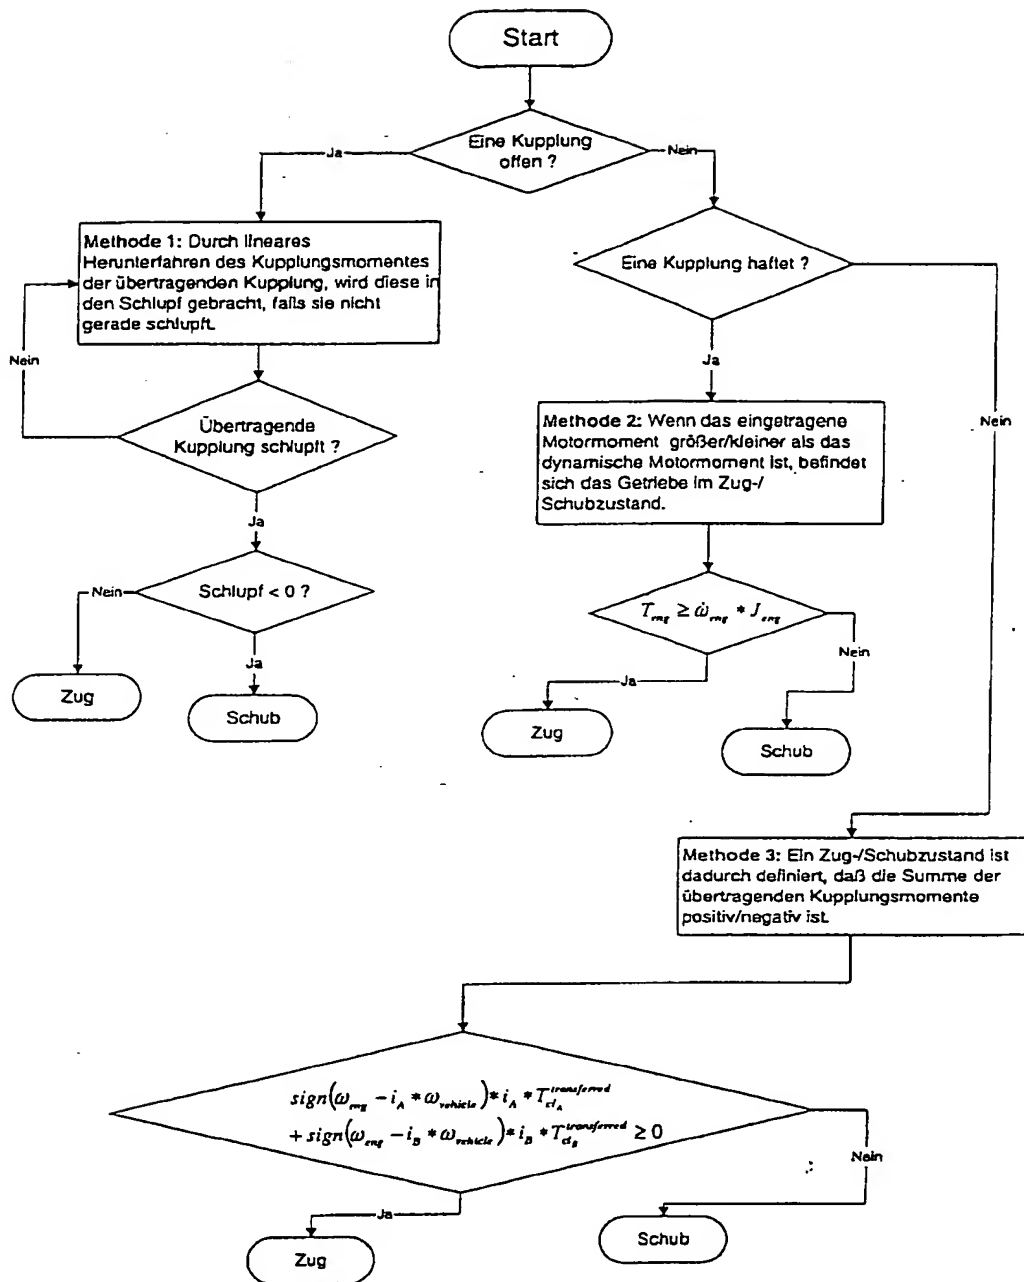 Start
Eine Kupplung
offen ?
Ja
Nein
Methode 1: Durch lineares
Herunterfahren des Kupplungsmomentes
der übertragenden Kupplung, wird diese in
den Schlupf gebracht, falls sie nicht
gerade schlupft.
Eine Kupplung haftet ?
Nein
Ja
Nein
Übertragende
Kupplung schlupft ?
Methode 2: Wenn das eingetragene
Motormoment größer/kleiner als das
dynamische Motormoment ist, befindet
sich das Getriebe im Zug-/
Schubzustand.
Ja
Nein
Schlupf < 0 ?
T_eng ≥ ω̇_eng * J_eng
Nein
Ja
Ja
Zug
Schub
Zug
Schub
Methode 3: Ein Zug-/Schubzustand ist
dadurch definiert, daß die Summe der
übertragenden Kupplungsmomente
positiv/negativ ist.
sign(ω_eng − i_A * ω_vehicle) * i_A * T_cl_A^transferred
+ sign(ω_eng − i_B * ω_vehicle) * i_B * T_cl_B^transferred ≥ 0
Nein
Ja
Zug
Schub